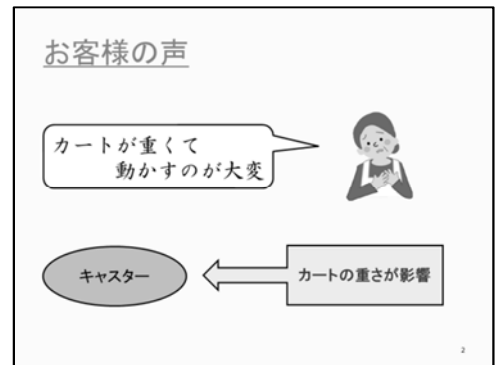 お客様の声
カートが重くて
動かすのが大変
キャスター
カートの重さが影響
2